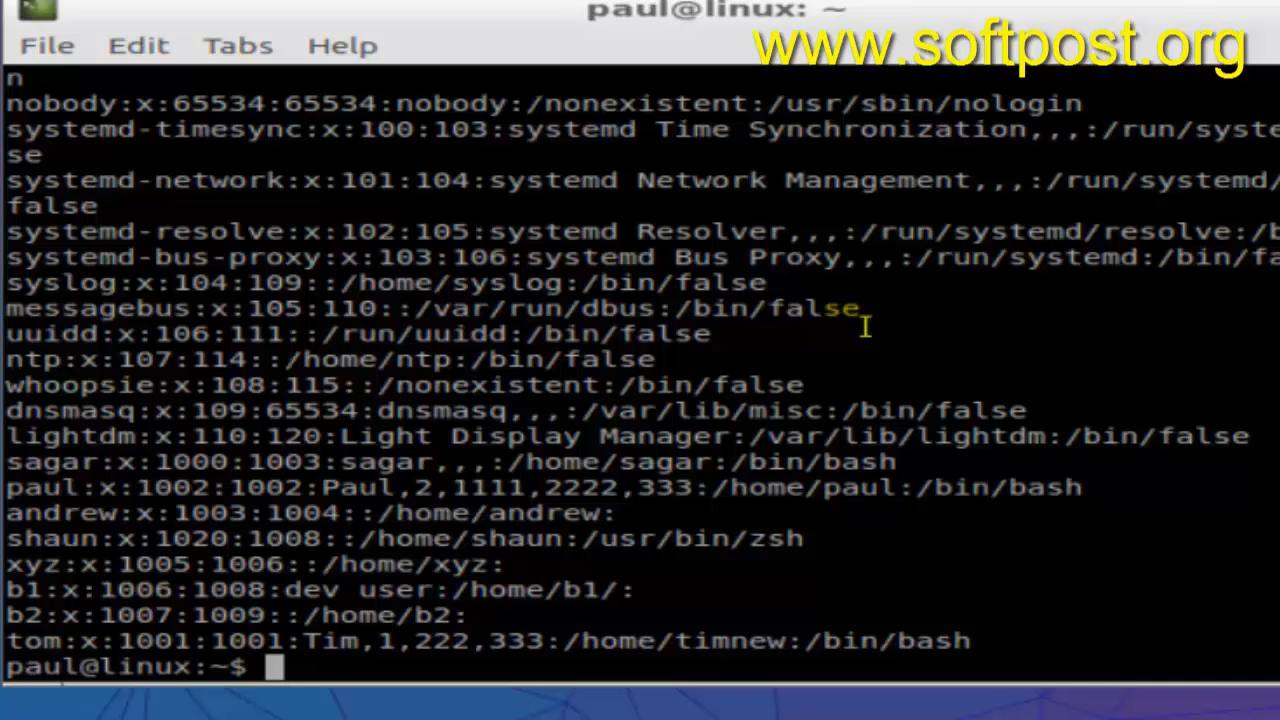 paul@linux: ~
www.softpost.org
File Edit Tabs Help
n
nobody:x:65534:65534:nobody:/nonexistent:/usr/sbin/nologin
systemd-timesync:x:100:103:systemd Time Synchronization,,,:/run/syste
se
systemd-network:x:101:104:systemd Network Management,,,:/run/systemd/
false
systemd-resolve:x:102:105:systemd Resolver,,,:/run/systemd/resolve:/b
systemd-bus-proxy:x:103:106:systemd Bus Proxy,,,:/run/systemd:/bin/fa
syslog:x:104:109::/home/syslog:/bin/false
messagebus:x:105:110::/var/run/dbus:/bin/false
uuidd:x:106:111::/run/uuidd:/bin/false
ntp:x:107:114::/home/ntp:/bin/false
whoopsie:x:108:115::/nonexistent:/bin/false
dnsmasq:x:109:65534:dnsmasq,,,:/var/lib/misc:/bin/false
lightdm:x:110:120:Light Display Manager:/var/lib/lightdm:/bin/false
sagar:x:1000:1003:sagar,,,:/home/sagar:/bin/bash
paul:x:1002:1002:Paul,2,1111,2222,333:/home/paul:/bin/bash
andrew:x:1003:1004::/home/andrew:
shaun:x:1020:1008::/home/shaun:/usr/bin/zsh
xyz:x:1005:1006::/home/xyz:
b1:x:1006:1008:dev user:/home/b1/:
b2:x:1007:1009::/home/b2:
tom:x:1001:1001:Tim,1,222,333:/home/timnew:/bin/bash
paul@linux:~$